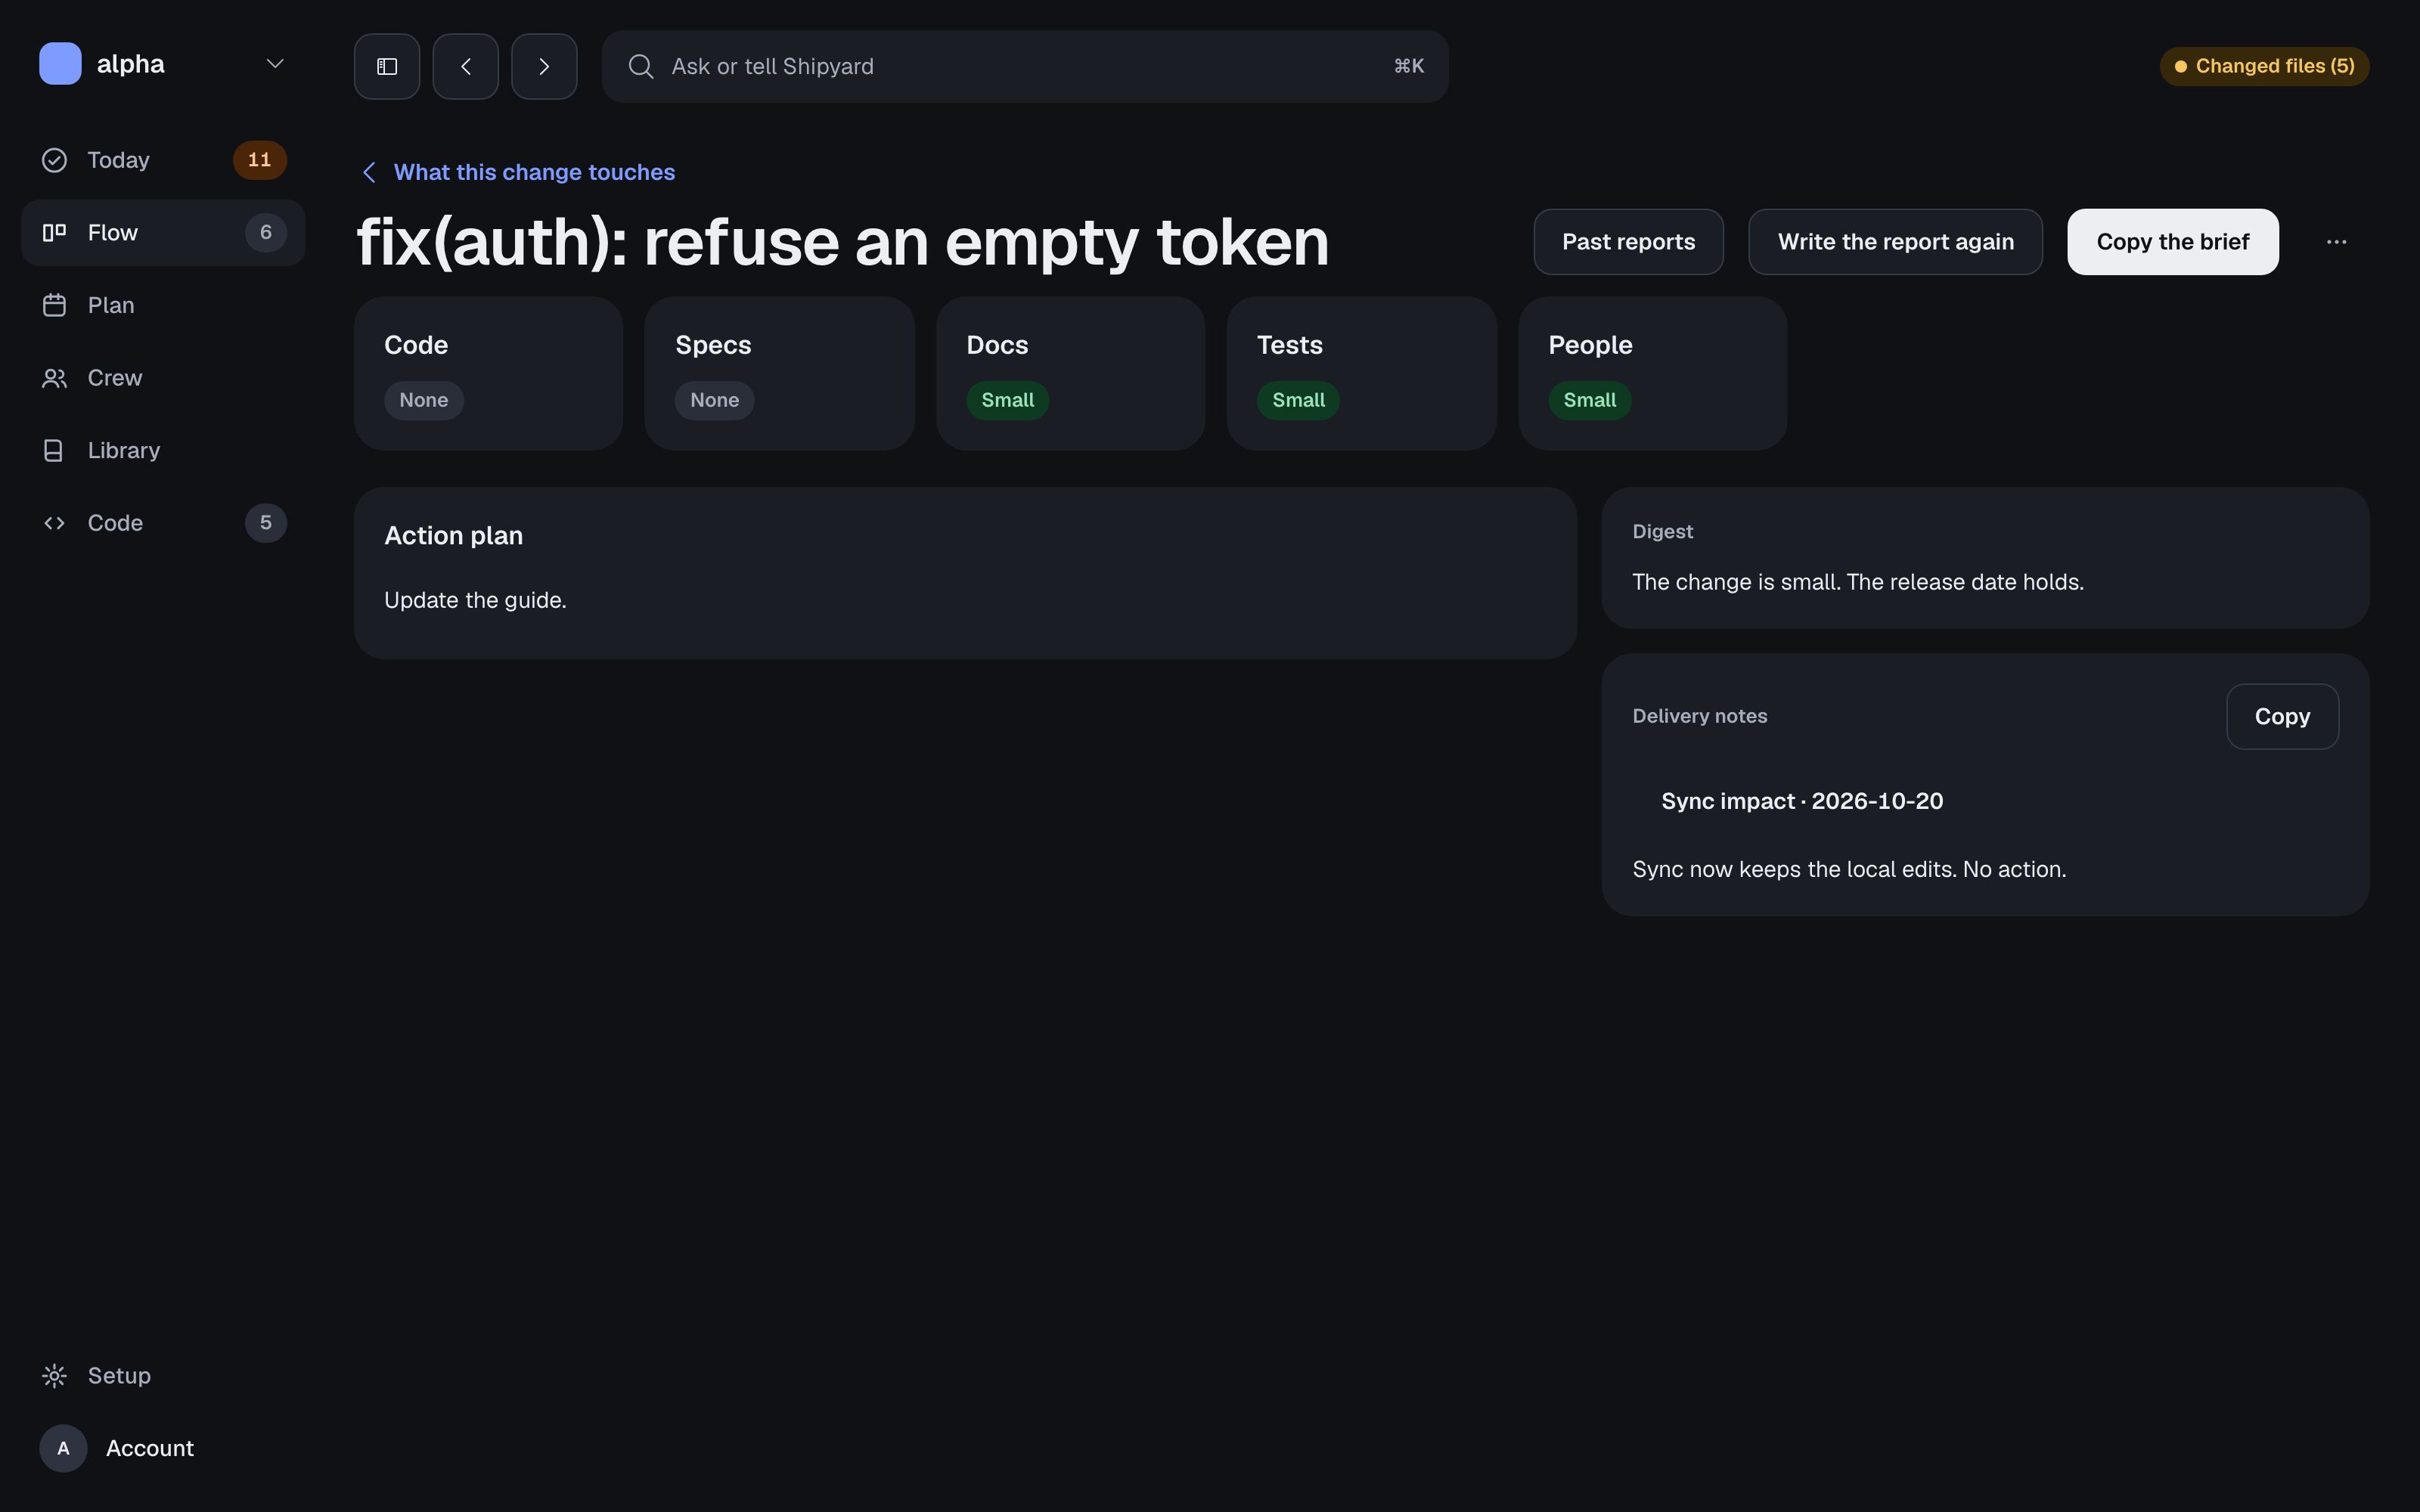 alpha
Ask or tell Shipyard ⌘K
Changed files (5)
Today 11
Flow 6
Plan
Crew
Library
Code 5
Setup
A Account
What this change touches
fix(auth): refuse an empty token
Past reports
Write the report again
Copy the brief
Code
None
Specs
None
Docs
Small
Tests
Small
People
Small
Action plan
Update the guide.
Digest
The change is small. The release date holds.
Delivery notes
Copy
Sync impact · 2026-10-20
Sync now keeps the local edits. No action.